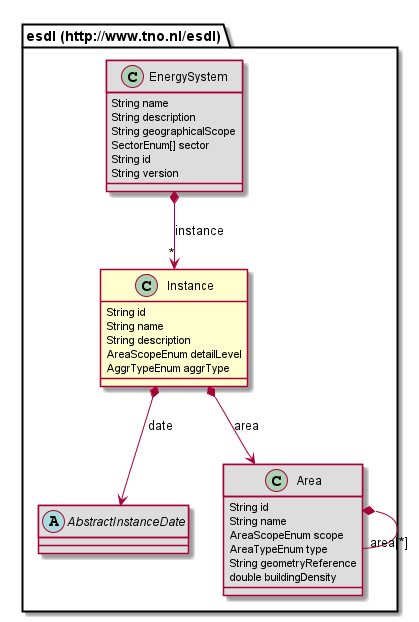 esdl (http://www.tno.nl/esdl)
C EnergySystem
String name
String description
String geographicalScope
SectorEnum[] sector
String id
String version
instance
*
C Instance
String id
String name
String description
AreaScopeEnum detailLevel
AggrTypeEnum aggrType
date
area
C Area
String id
String name
AreaScopeEnum scope
AreaTypeEnum type
String geometryReference
double buildingDensity
area[*]
A AbstractInstanceDate